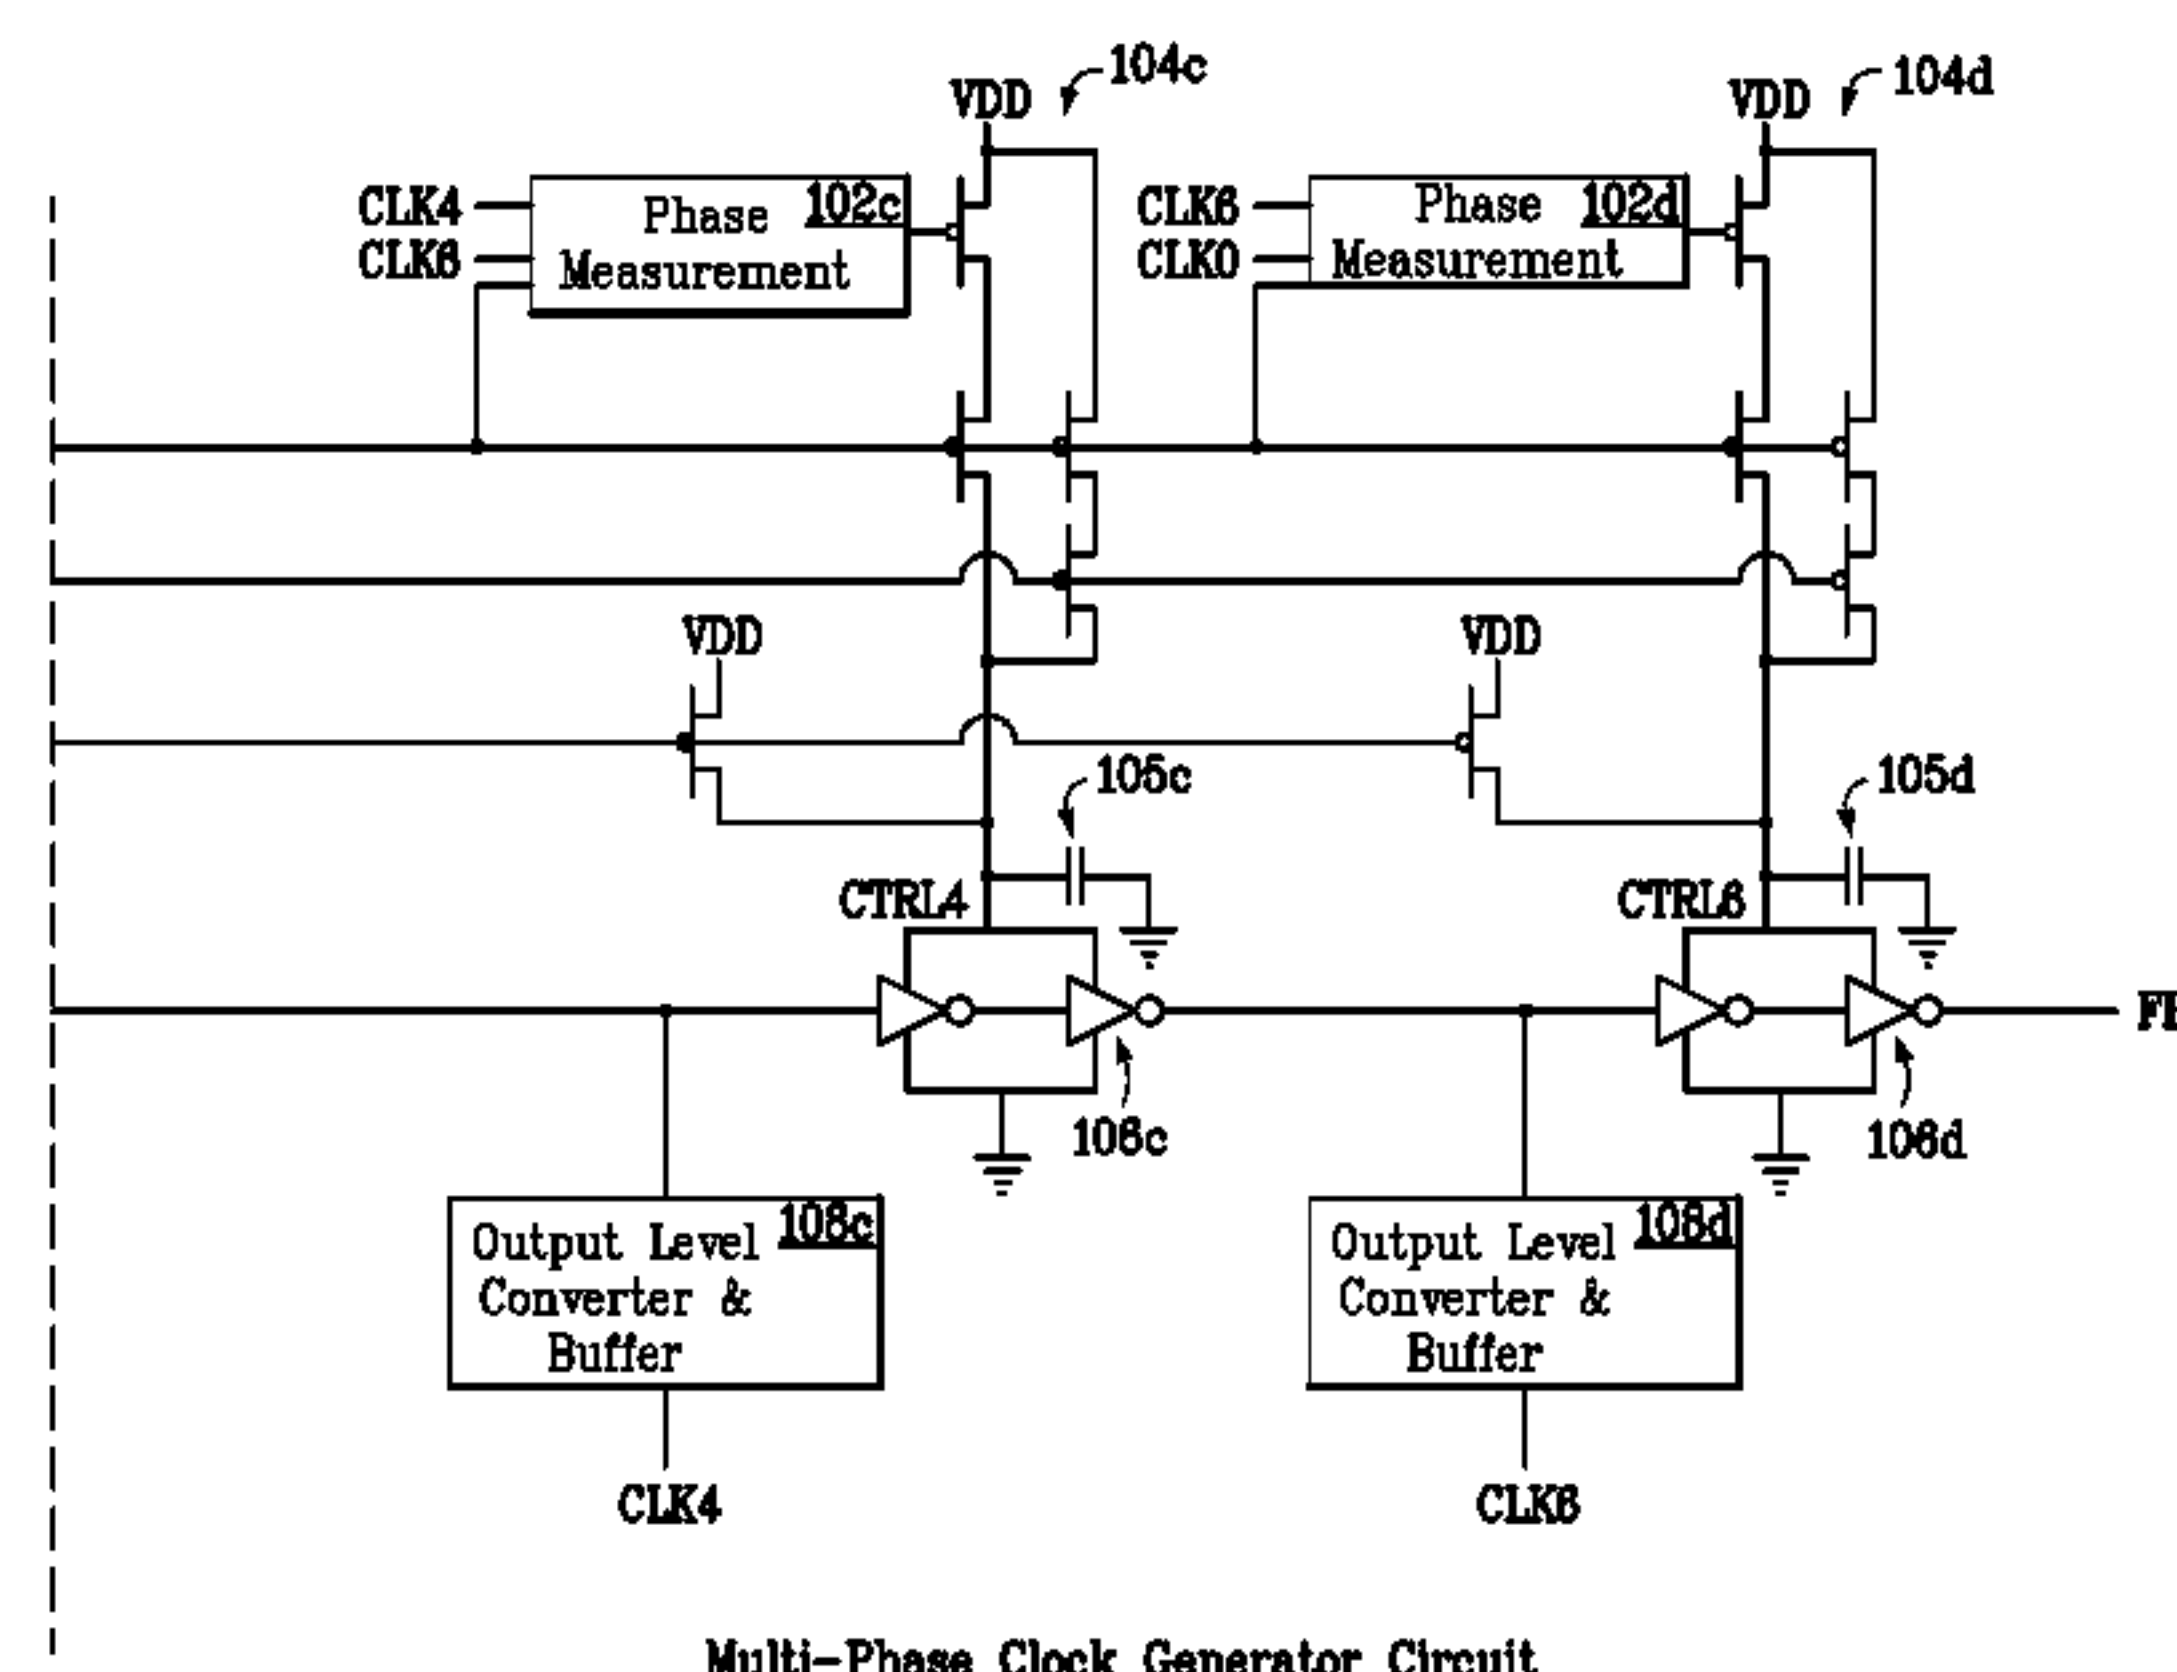 104c
VDD
104d
VDD
CLK4
CLK6
Phase
Measurement
102c
CLK6
CLK0
Phase
Measurement
102d
VDD
VDD
105c
105d
CTRL4
CTRL6
106c
106d
Output Level
Converter &
Buffer
108c
Output Level
Converter &
Buffer
108d
CLK4
CLK6
Multi-Phase Clock Generator Circuit